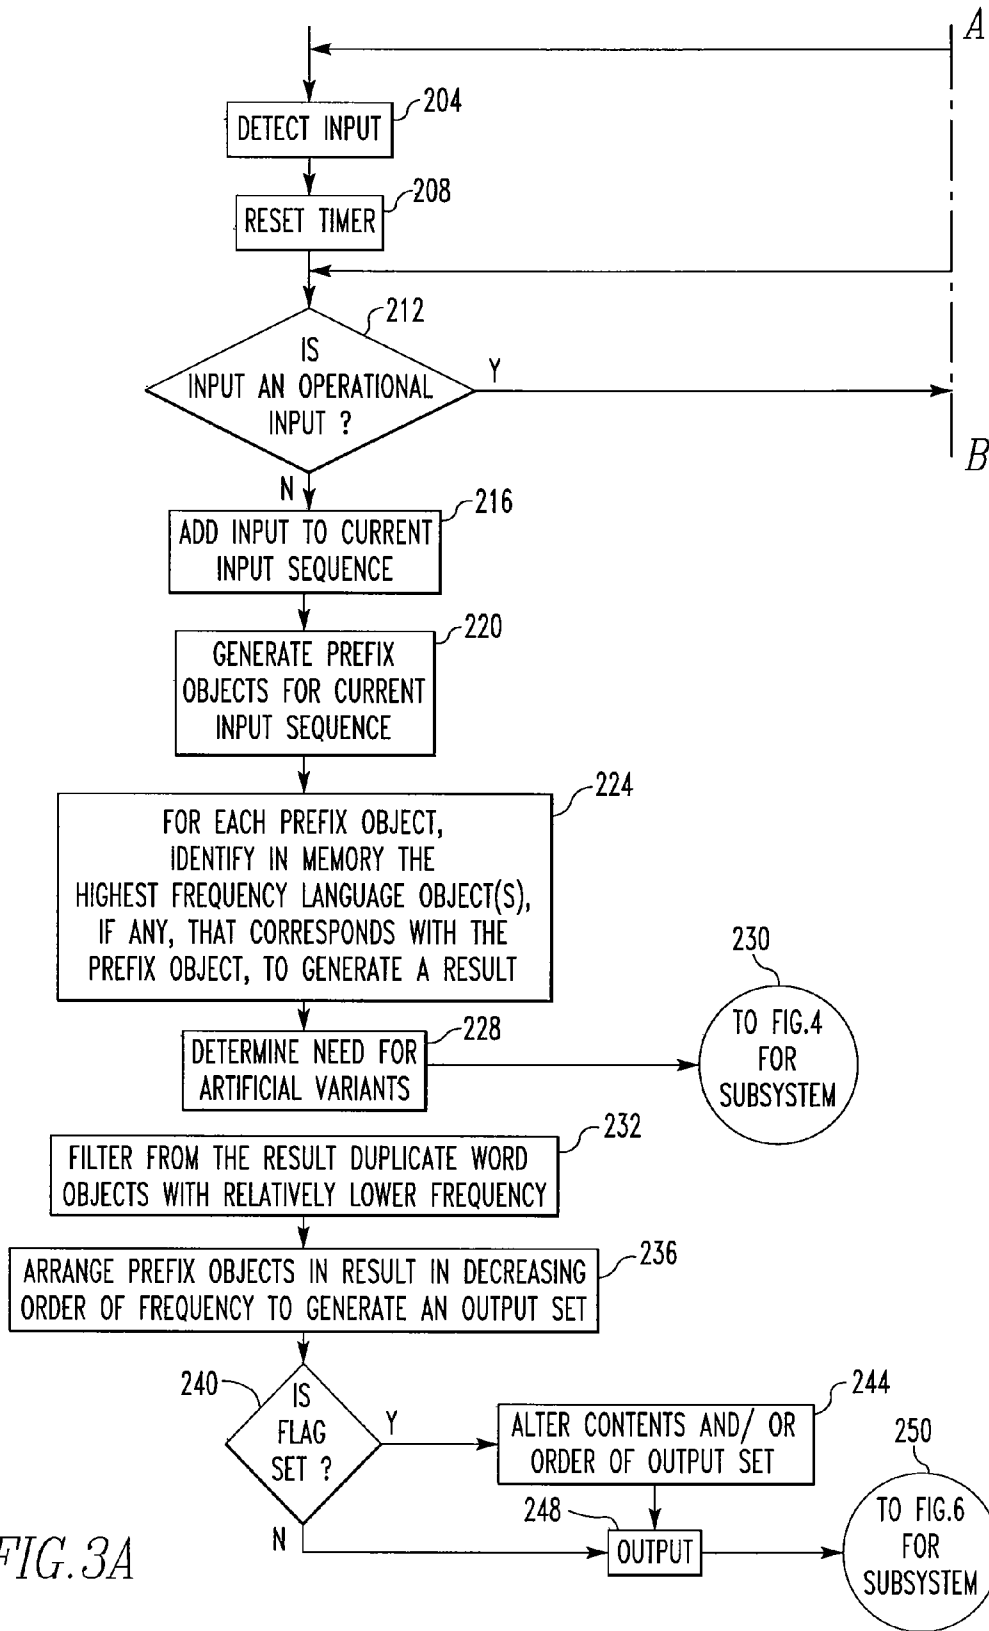 A
204
DETECT INPUT
208
RESET TIMER
212
IS
INPUT AN OPERATIONAL
INPUT ?
Y
B
N
216
ADD INPUT TO CURRENT
INPUT SEQUENCE
220
GENERATE PREFIX
OBJECTS FOR CURRENT
INPUT SEQUENCE
224
FOR EACH PREFIX OBJECT,
IDENTIFY IN MEMORY THE
HIGHEST FREQUENCY LANGUAGE OBJECT(S),
IF ANY, THAT CORRESPONDS WITH THE
PREFIX OBJECT, TO GENERATE A RESULT
228
DETERMINE NEED FOR
ARTIFICIAL VARIANTS
230
TO FIG.4
FOR
SUBSYSTEM
232
FILTER FROM THE RESULT DUPLICATE WORD
OBJECTS WITH RELATIVELY LOWER FREQUENCY
236
ARRANGE PREFIX OBJECTS IN RESULT IN DECREASING
ORDER OF FREQUENCY TO GENERATE AN OUTPUT SET
240
IS
FLAG
SET ?
Y
N
244
ALTER CONTENTS AND/ OR
ORDER OF OUTPUT SET
248
OUTPUT
250
TO FIG.6
FOR
SUBSYSTEM
FIG.3A